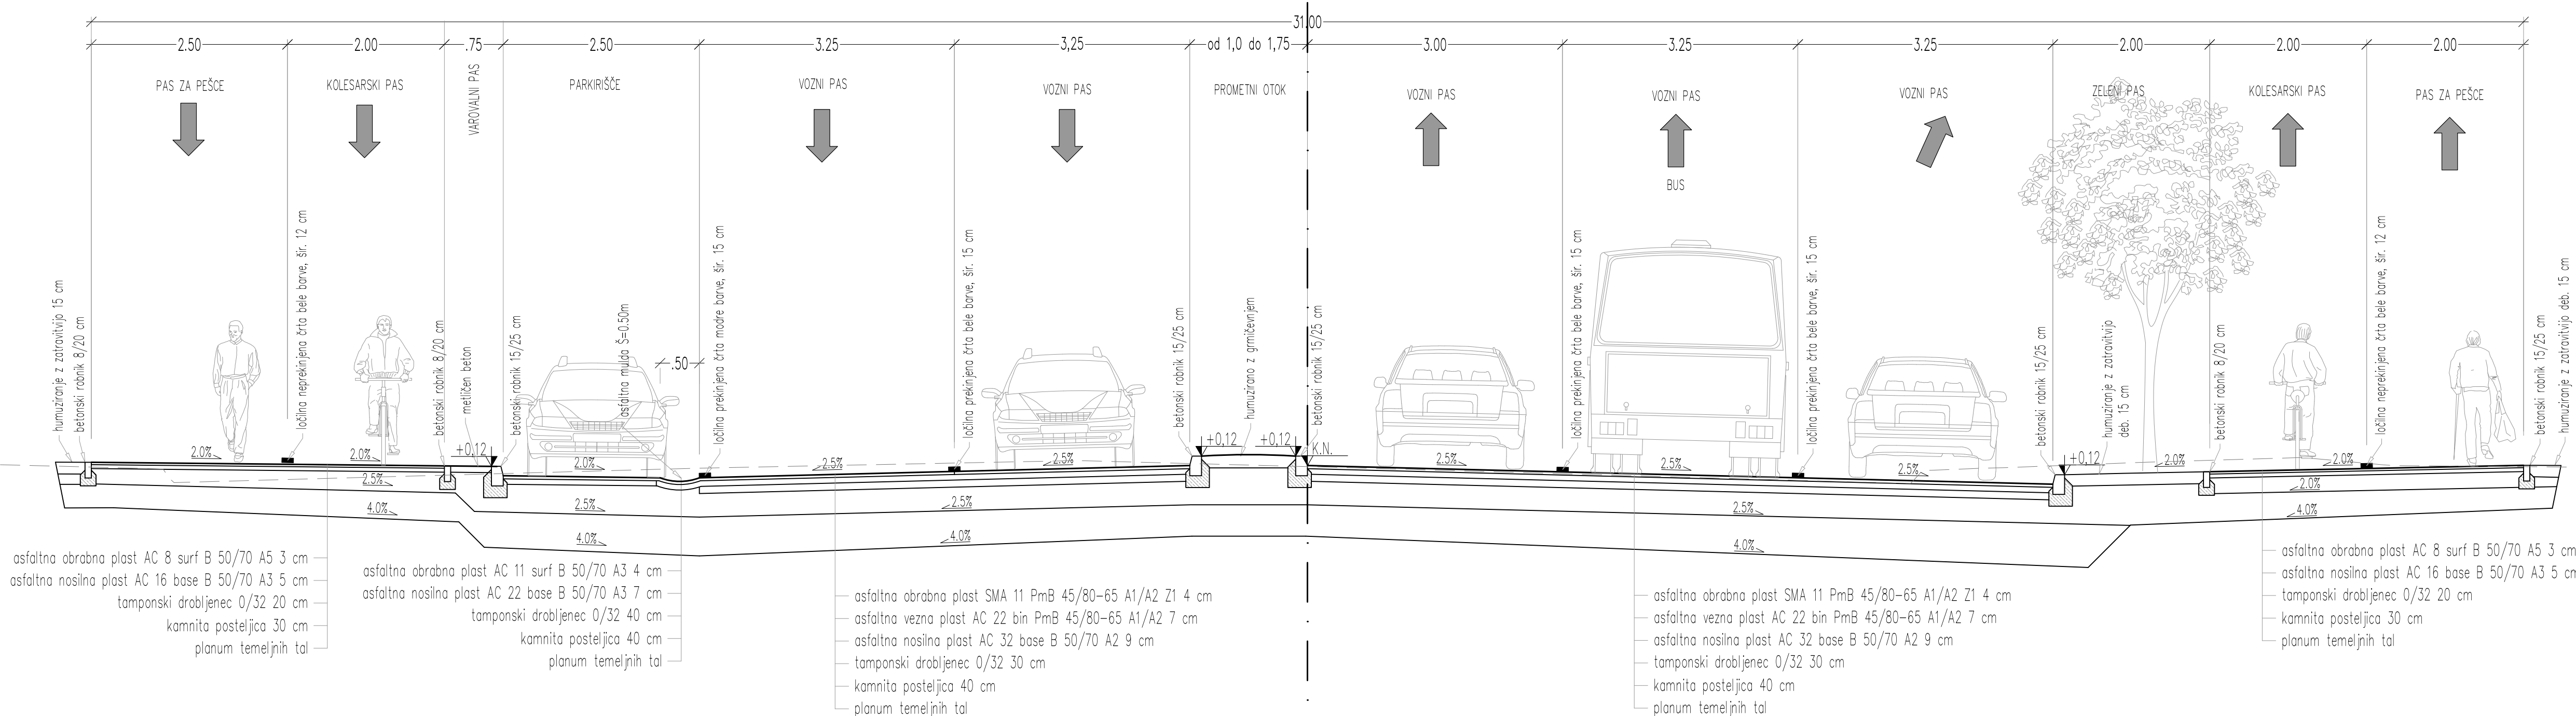 31.00
2.50
2.00
.75
2.50
3.25
3,25
od 1,0 do 1,75
3.00
3.25
3.25
2.00
2.00
2.00
PAS ZA PEŠCE
KOLESARSKI PAS
VAROVALNI PAS
PARKIRIŠČE
VOZNI PAS
VOZNI PAS
PROMETNI OTOK
VOZNI PAS
VOZNI PAS
VOZNI PAS
ZELENI PAS
KOLESARSKI PAS
PAS ZA PEŠCE
BUS
humuziranje z zatravitvijo 15 cm
betonski robnik 8/20 cm
ločilna neprekinjena črta bele barve, šir. 12 cm
betonski robnik 8/20 cm
metličen beton
betonski robnik 15/25 cm
asfaltna mulda Š=0.50m
.50
ločilna prekinjena črta modre barve, šir. 15 cm
ločilna prekinjena črta bele barve, šir. 15 cm
betonski robnik 15/25 cm
humuzirano z grmičevnjem
betonski robnik 15/25 cm
ločilna prekinjena črta bele barve, šir. 15 cm
ločilna prekinjena črta bele barve, šir. 15 cm
betonski robnik 15/25 cm
humuziranje z zatravitvijo
deb. 15 cm
betonski robnik 8/20 cm
ločilna neprekinjena črta bele barve, šir. 12 cm
betonski robnik 15/25 cm
humuziranje z zatravitvijo deb. 15 cm
2.0%
2.0%
+0,12
2.0%
2.5%
2.5%
+0,12
+0,12
K.N.
2.5%
2.5%
2.5%
+0,12
2.0%
2.0%
2.5%
2.5%
2.5%
2.5%
2.0%
4.0%
4.0%
4.0%
4.0%
4.0%
asfaltna obrabna plast AC 8 surf B 50/70 A5 3 cm
asfaltna nosilna plast AC 16 base B 50/70 A3 5 cm
tamponski drobljenec 0/32 20 cm
kamnita posteljica 30 cm
planum temeljnih tal
asfaltna obrabna plast AC 11 surf B 50/70 A3 4 cm
asfaltna nosilna plast AC 22 base B 50/70 A3 7 cm
tamponski drobljenec 0/32 40 cm
kamnita posteljica 40 cm
planum temeljnih tal
asfaltna obrabna plast SMA 11 PmB 45/80-65 A1/A2 Z1 4 cm
asfaltna vezna plast AC 22 bin PmB 45/80-65 A1/A2 7 cm
asfaltna nosilna plast AC 32 base B 50/70 A2 9 cm
tamponski drobljenec 0/32 30 cm
kamnita posteljica 40 cm
planum temeljnih tal
asfaltna obrabna plast SMA 11 PmB 45/80-65 A1/A2 Z1 4 cm
asfaltna vezna plast AC 22 bin PmB 45/80-65 A1/A2 7 cm
asfaltna nosilna plast AC 32 base B 50/70 A2 9 cm
tamponski drobljenec 0/32 30 cm
kamnita posteljica 40 cm
planum temeljnih tal
asfaltna obrabna plast AC 8 surf B 50/70 A5 3 cm
asfaltna nosilna plast AC 16 base B 50/70 A3 5 cm
tamponski drobljenec 0/32 20 cm
kamnita posteljica 30 cm
planum temeljnih tal